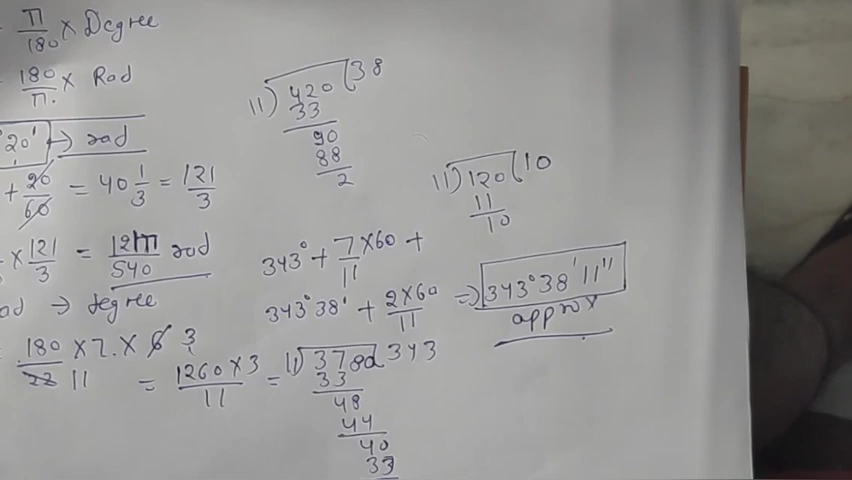 π/180 × Degree
180/π. × Rad
20' → rad
+ 20/60 = 40 1/3 = 121/3
× 121/3 = 121π/540 rad
ad → degree
180/22 × 7. × 6 3
11
= 1260 × 3/11 = 11) 3780 ( 343
33
48
44
40
33
11) 420 ( 38
33
90
88
2
11) 120 ( 10
11
10
343° + 7/11 × 60 +
343° 38' + 2 × 60/11 ⇒ 343° 38' 11"
approx